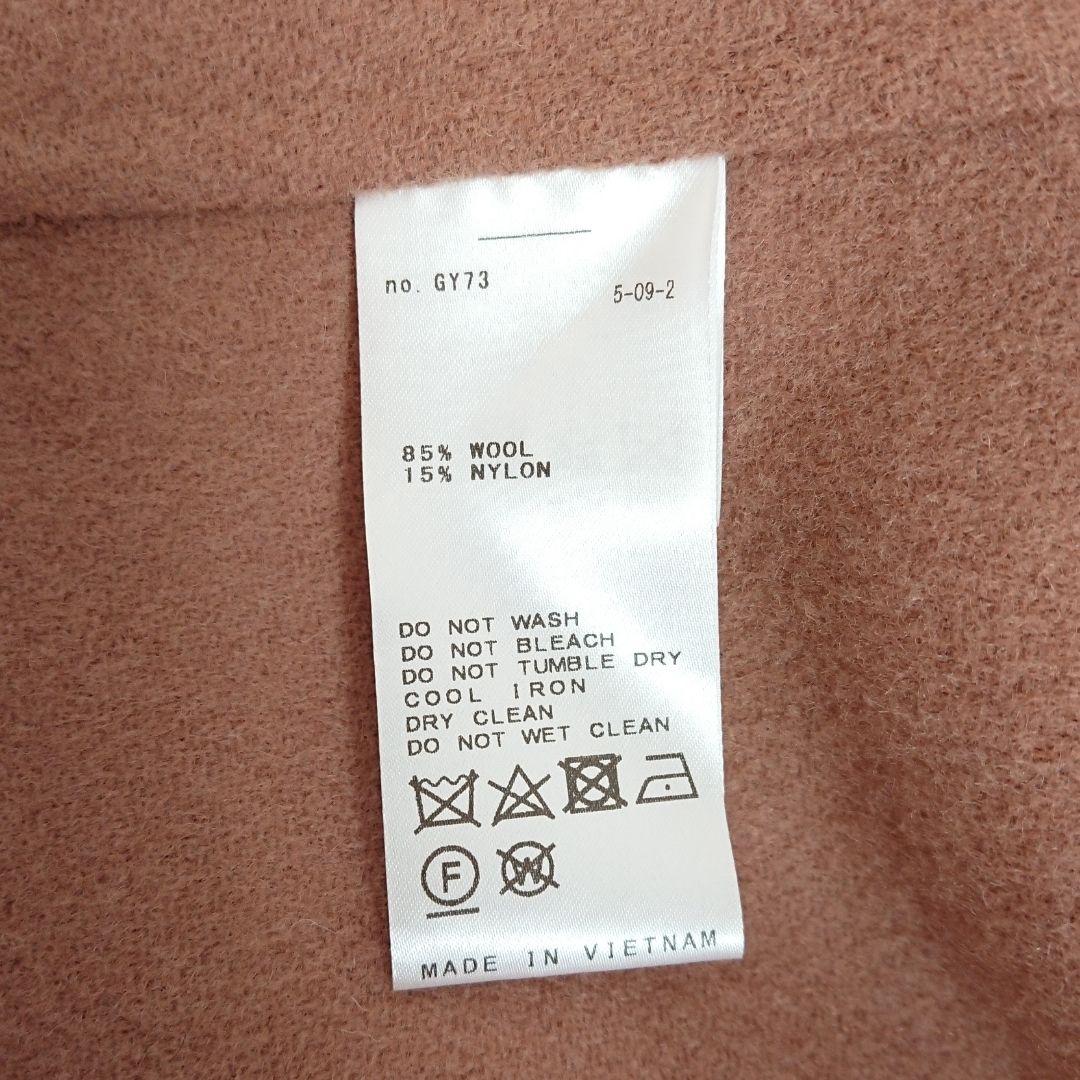 no. GY73 5-09-2
85% WOOL
15% NYLON
DO NOT WASH
DO NOT BLEACH
DO NOT TUMBLE DRY
COOL IRON
DRY CLEAN
DO NOT WET CLEAN
F W
MADE IN VIETNAM